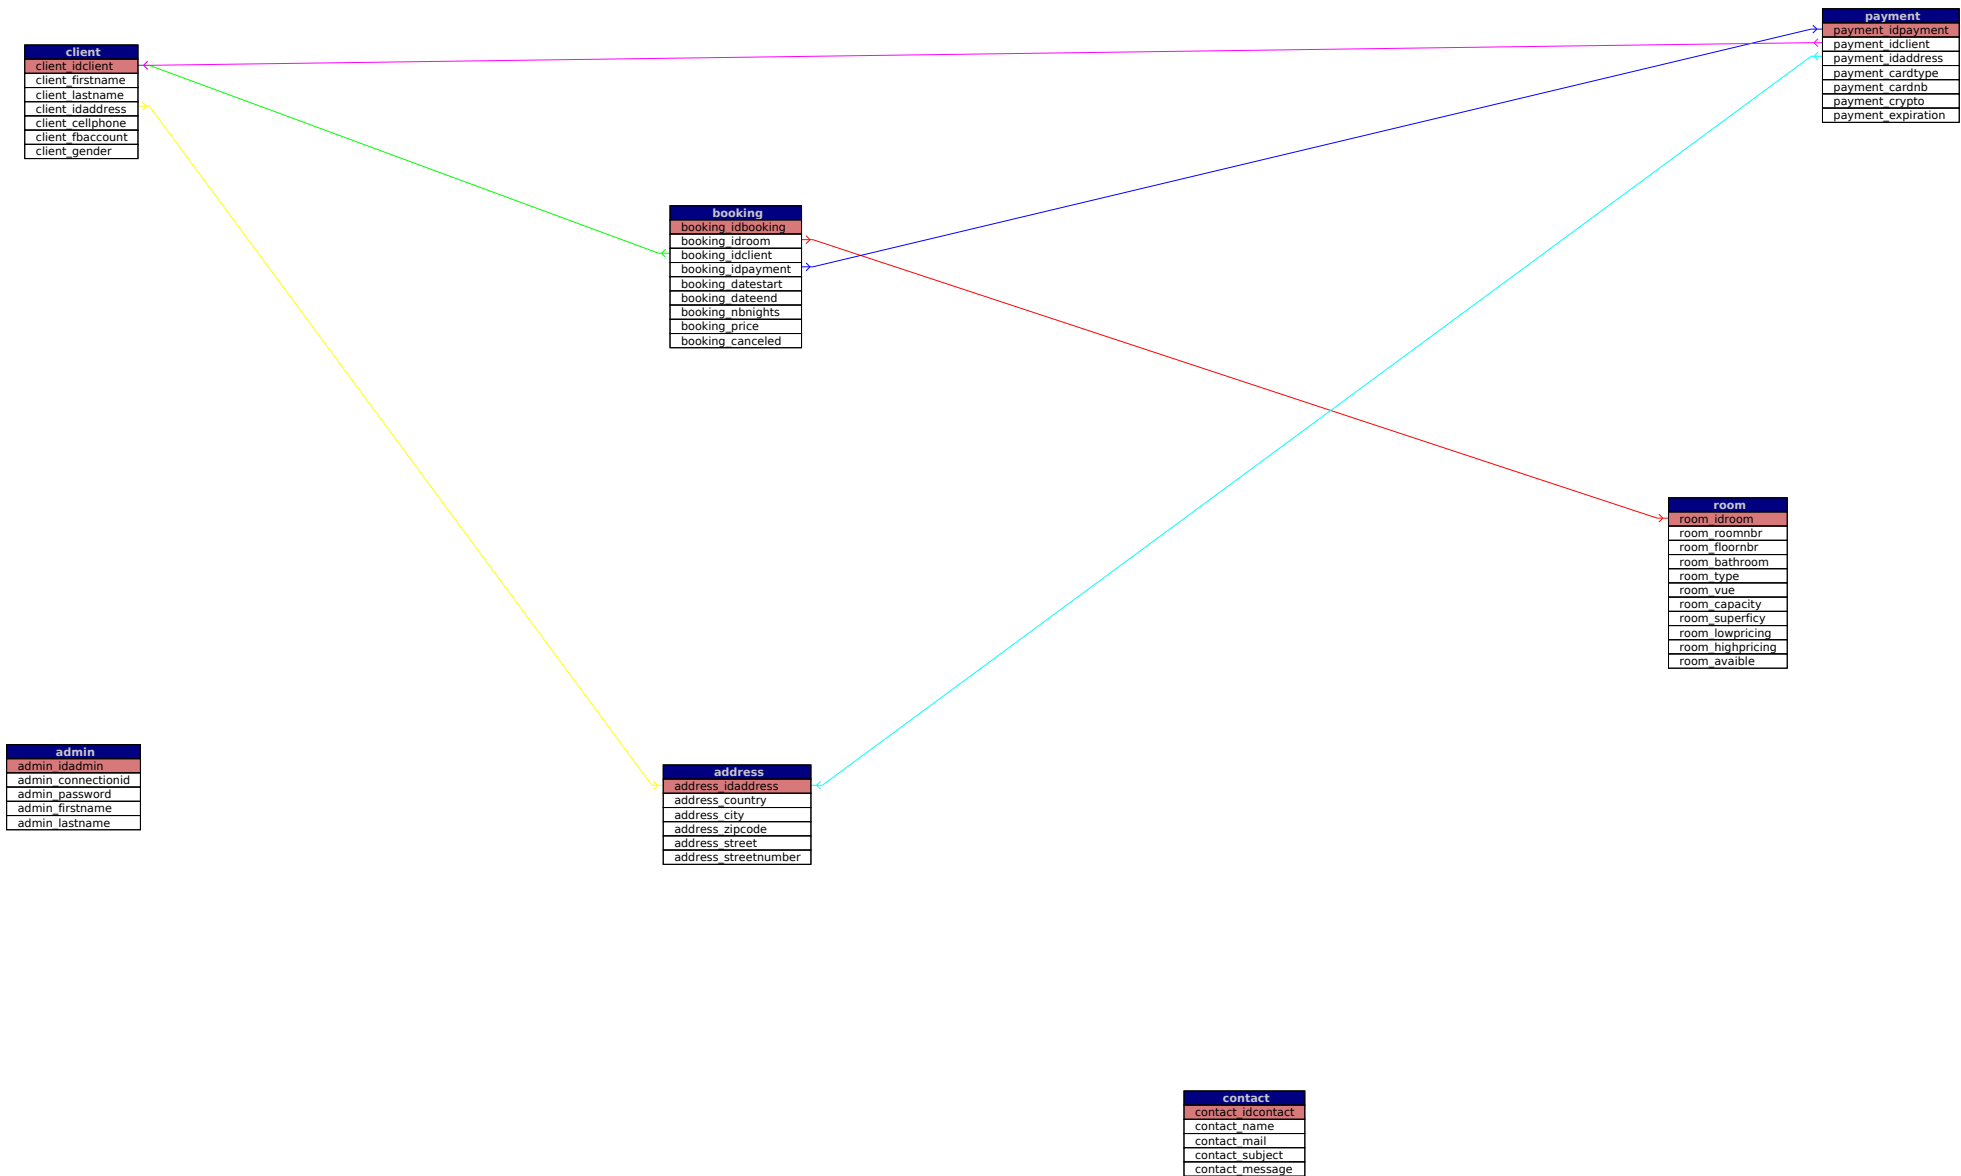 payment
payment_idpayment
payment_idclient
payment_idaddress
payment_cardtype
payment_cardnb
payment_crypto
payment_expiration
client
client_idclient
client_firstname
client_lastname
client_idaddress
client_cellphone
client_fbaccount
client_gender
booking
booking_idbooking
booking_idroom
booking_idclient
booking_idpayment
booking_datestart
booking_dateend
booking_nbnights
booking_price
booking_canceled
room
room_idroom
room_roomnbr
room_floornbr
room_bathroom
room_type
room_vue
room_capacity
room_superficy
room_lowpricing
room_highpricing
room_avaible
admin
admin_idadmin
admin_connectionid
admin_password
admin_firstname
admin_lastname
address
address_idaddress
address_country
address_city
address_zipcode
address_street
address_streetnumber
contact
contact_idcontact
contact_name
contact_mail
contact_subject
contact_message